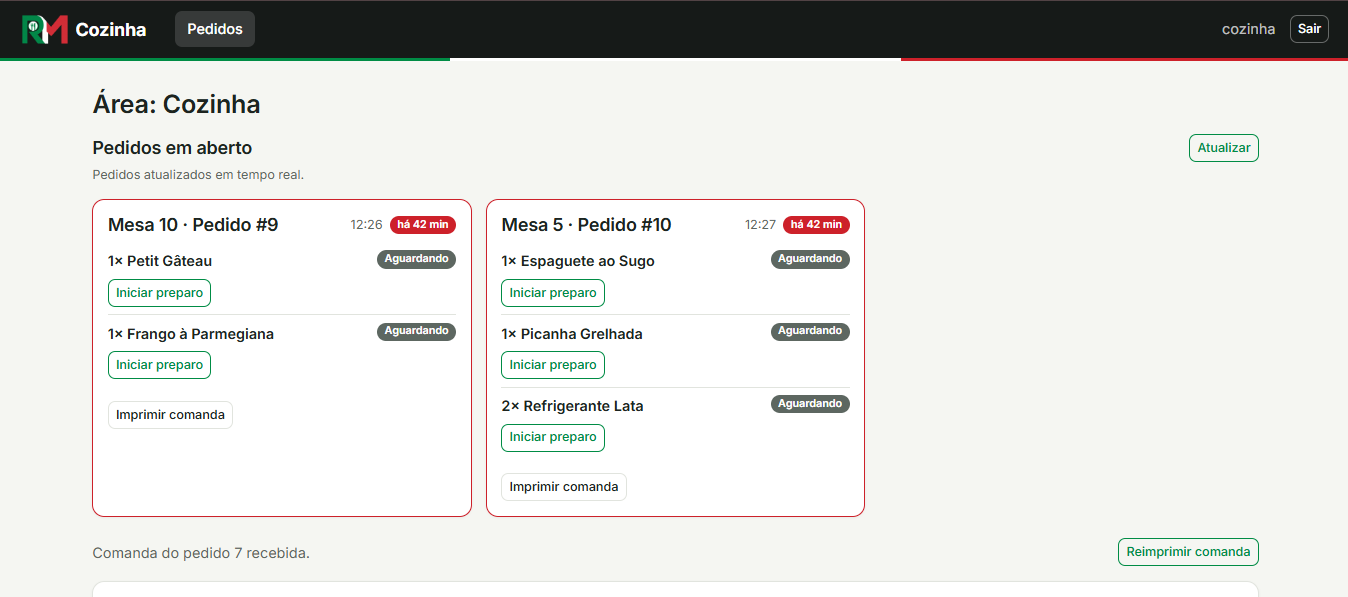 RM Cozinha Pedidos cozinha Sair
Área: Cozinha
Pedidos em aberto Atualizar
Pedidos atualizados em tempo real.
Mesa 10 · Pedido #9 12:26 há 42 min
1× Petit Gâteau Aguardando
Iniciar preparo
1× Frango à Parmegiana Aguardando
Iniciar preparo
Imprimir comanda
Mesa 5 · Pedido #10 12:27 há 42 min
1× Espaguete ao Sugo Aguardando
Iniciar preparo
1× Picanha Grelhada Aguardando
Iniciar preparo
2× Refrigerante Lata Aguardando
Iniciar preparo
Imprimir comanda
Comanda do pedido 7 recebida. Reimprimir comanda